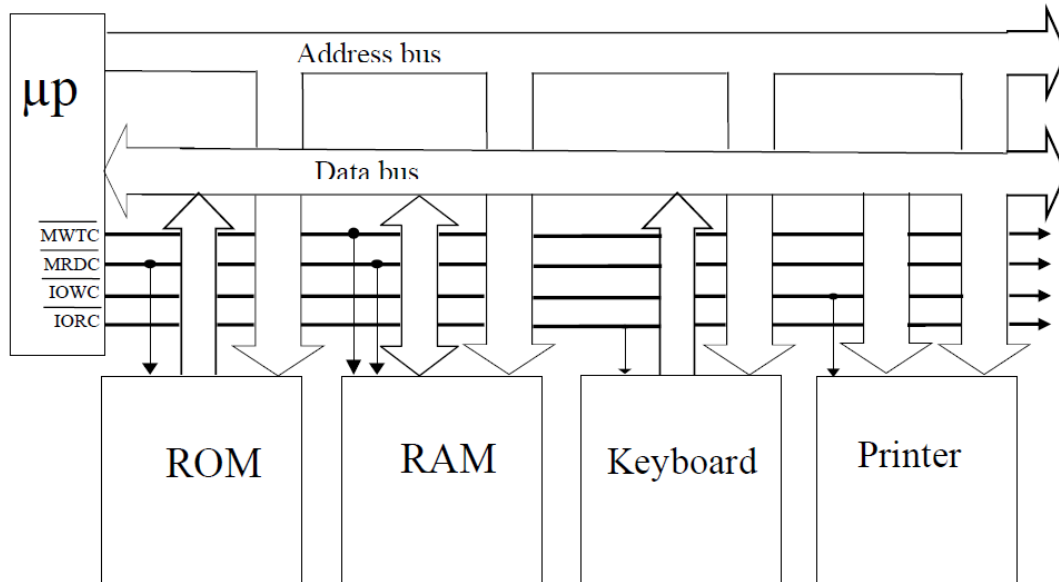 Address bus
μp
Data bus
MWTC
MRDC
IOWC
IORC
ROM
RAM
Keyboard
Printer